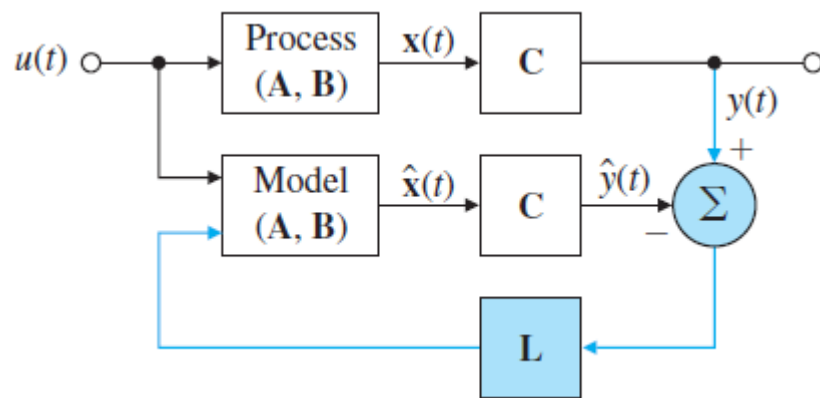 u(t)
Process
(A, B)
x(t)
C
y(t)
+
Model
(A, B)
x̂(t)
C
ŷ(t)
−
Σ
L